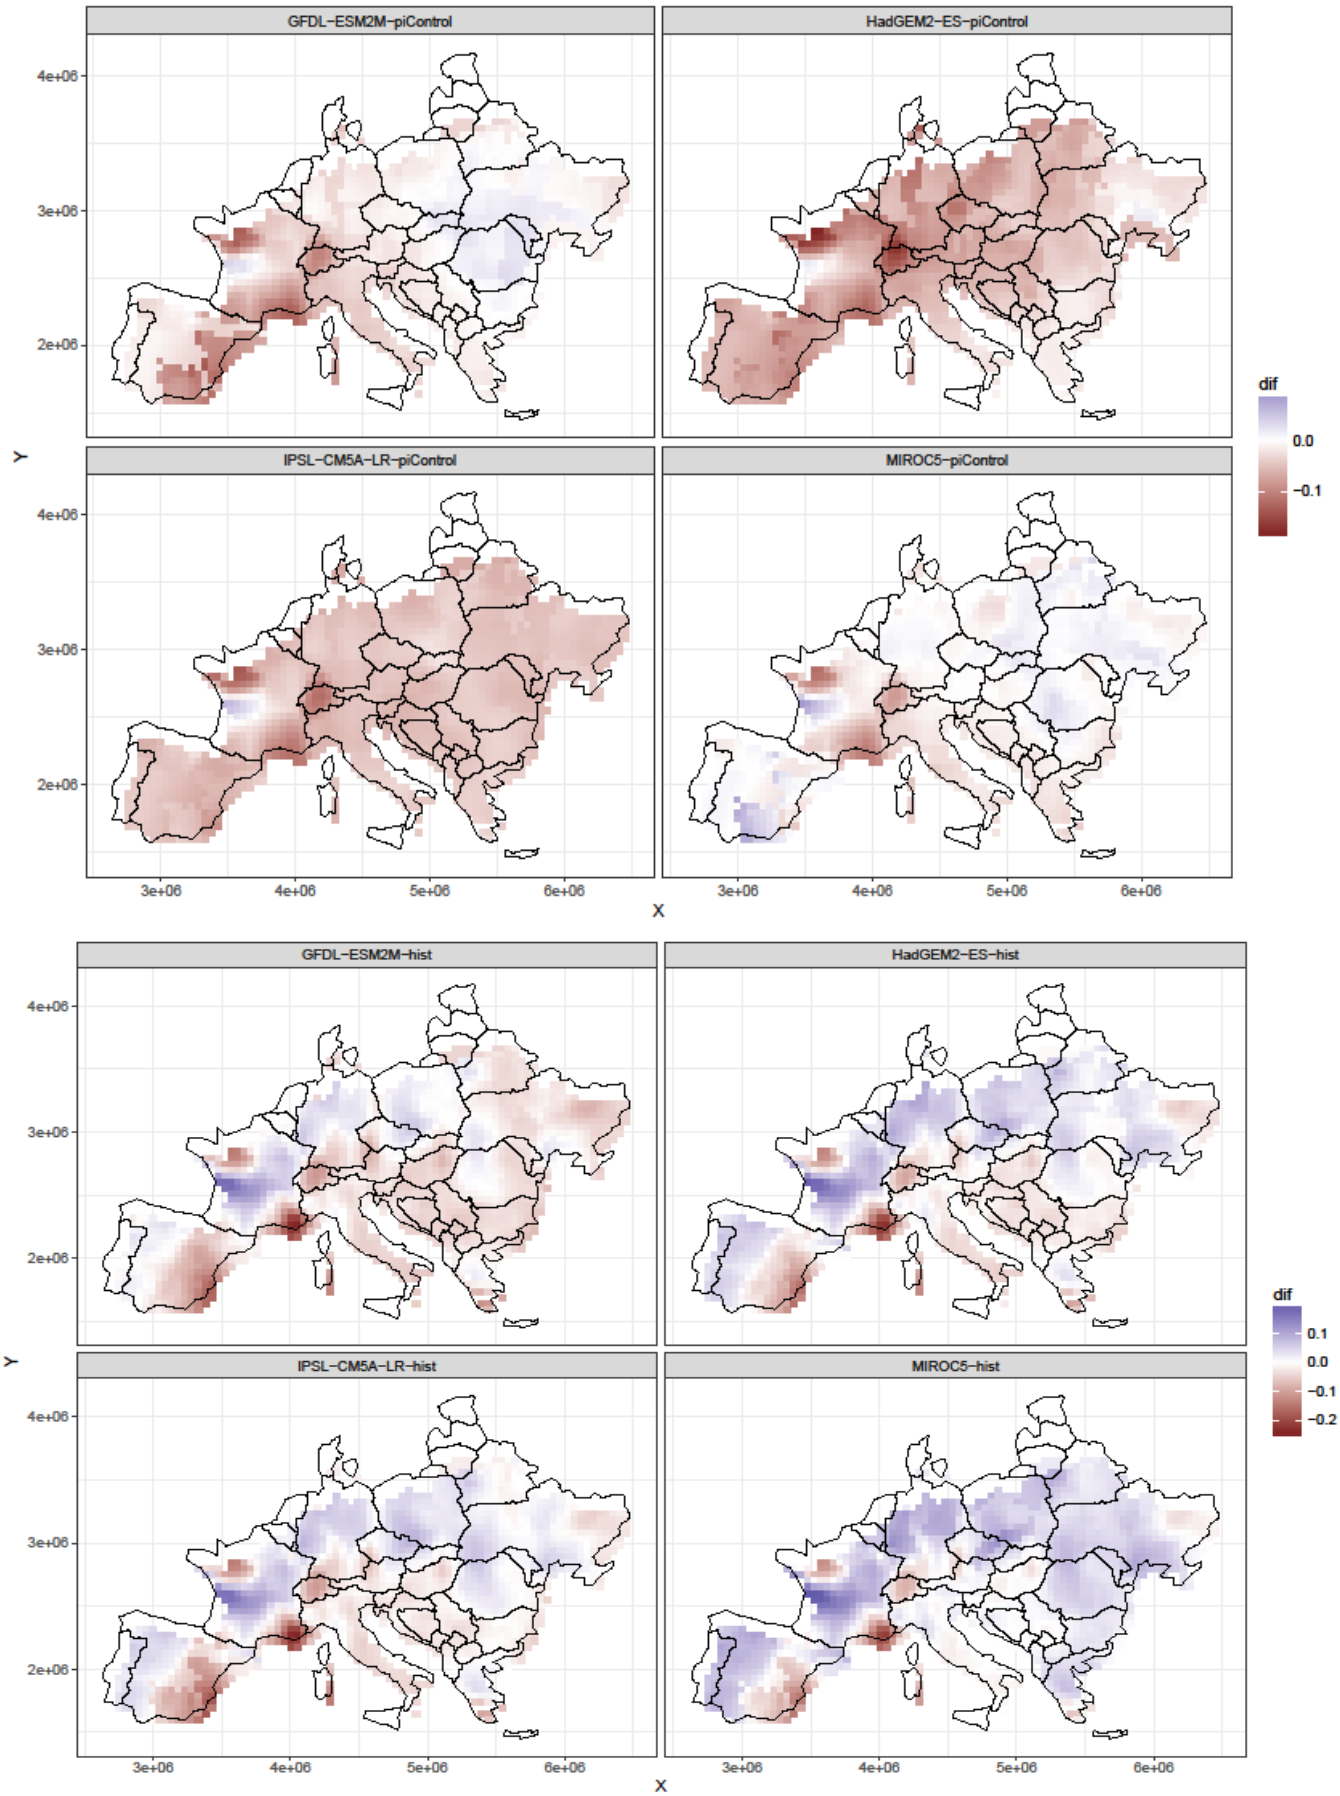 GFDL−ESM2M−piControl
HadGEM2−ES−piControl
4e+06
3e+06
2e+06
dif
0.0
−0.1
Y
IPSL−CM5A−LR−piControl
MIROC5−piControl
4e+06
3e+06
2e+06
3e+06
4e+06
5e+06
6e+06
3e+06
4e+06
5e+06
6e+06
X
GFDL−ESM2M−hist
HadGEM2−ES−hist
4e+06
3e+06
2e+06
dif
0.1
0.0
−0.1
−0.2
Y
IPSL−CM5A−LR−hist
MIROC5−hist
4e+06
3e+06
2e+06
3e+06
4e+06
5e+06
6e+06
3e+06
4e+06
5e+06
6e+06
X